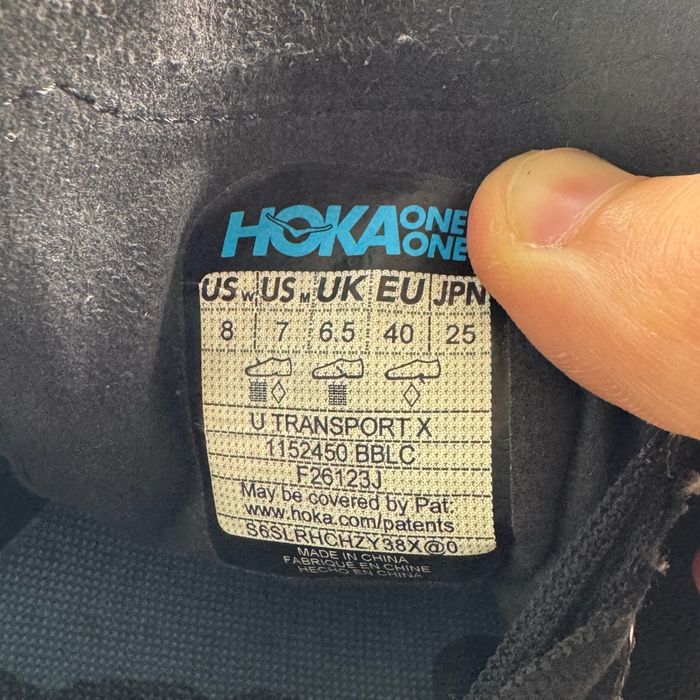 HOKA ONE ONE
US W US M UK EU JPN
8 7 6.5 40 25
U TRANSPORT X
1152450 BBLC
F26123J
May be covered by Pat:
www.hoka.com/patents
S6SLRHCHZY38X@0
MADE IN CHINA
FABRIQUÉ EN CHINE
HECHO EN CHINA